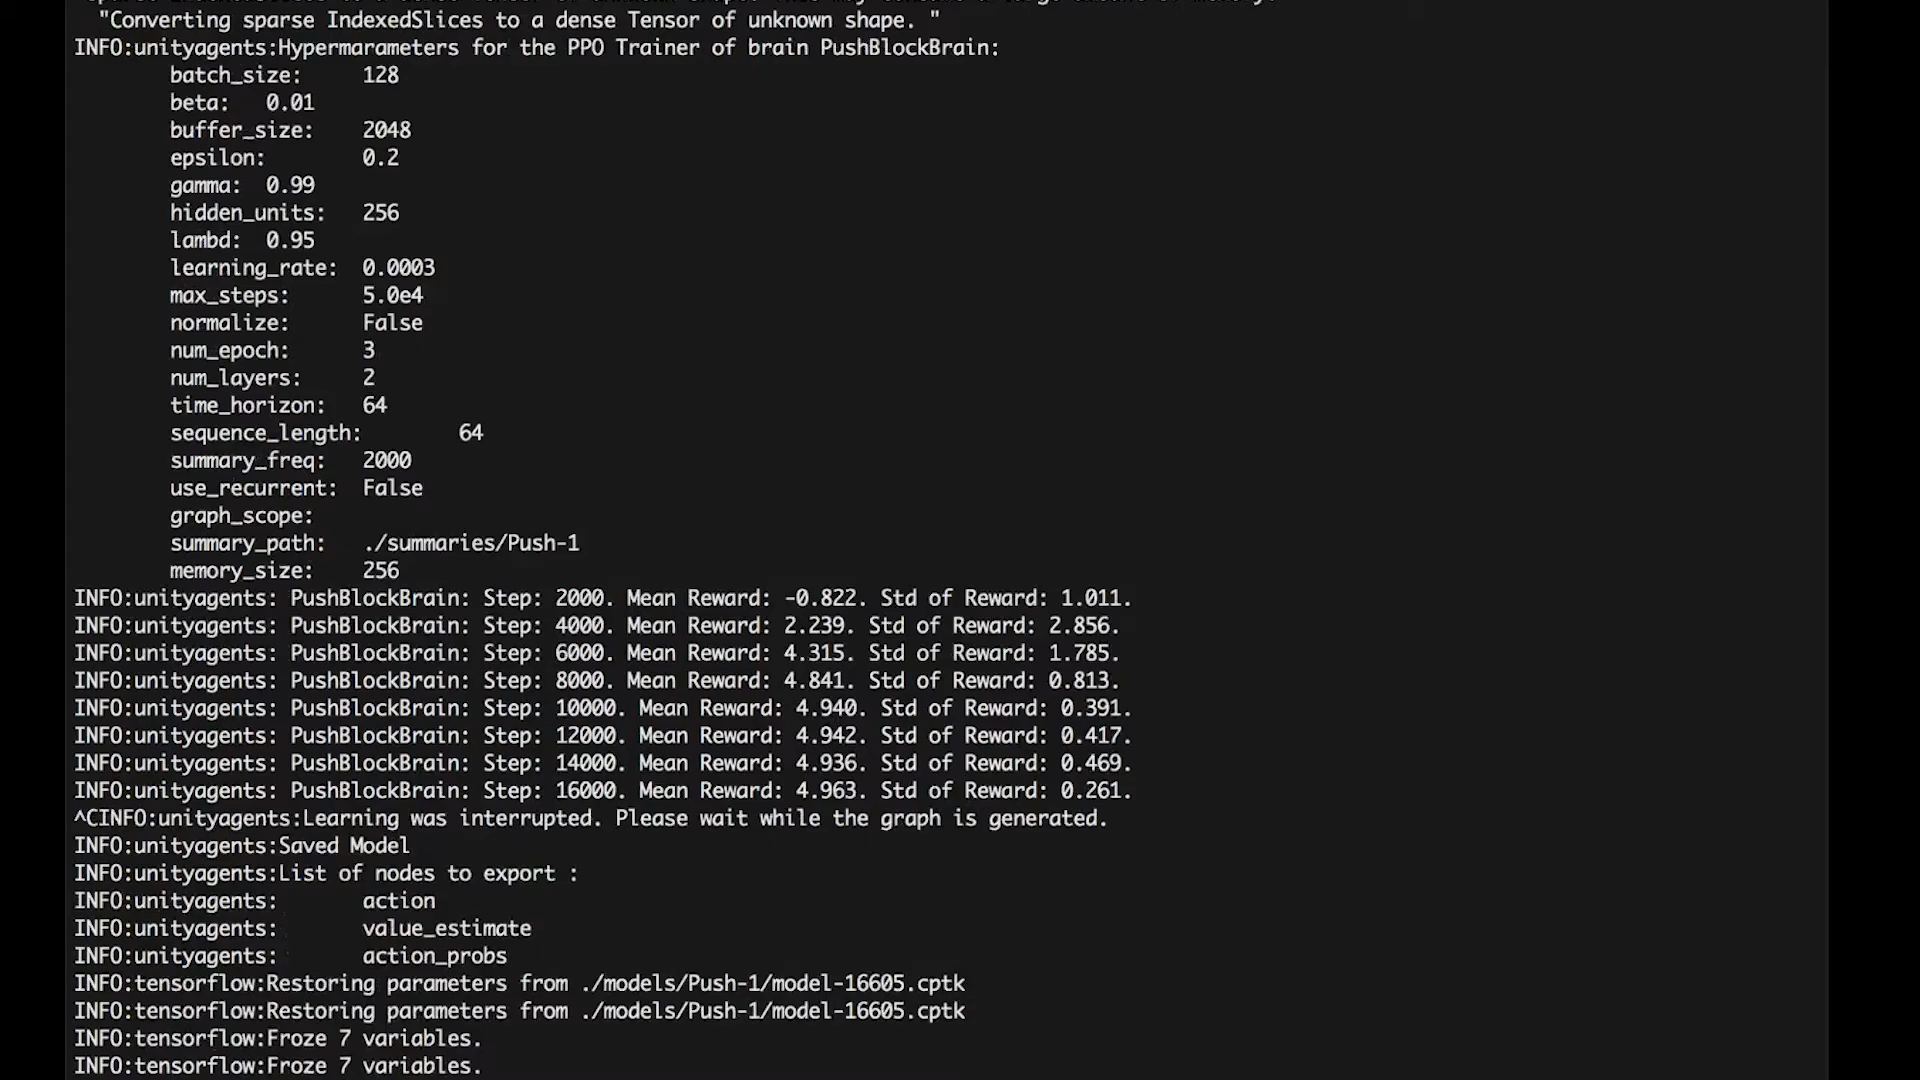 "Converting sparse IndexedSlices to a dense Tensor of unknown shape. "
INFO:unityagents:Hypermarameters for the PPO Trainer of brain PushBlockBrain:
batch_size: 128
beta: 0.01
buffer_size: 2048
epsilon: 0.2
gamma: 0.99
hidden_units: 256
lambd: 0.95
learning_rate: 0.0003
max_steps: 5.0e4
normalize: False
num_epoch: 3
num_layers: 2
time_horizon: 64
sequence_length: 64
summary_freq: 2000
use_recurrent: False
graph_scope:
summary_path: ./summaries/Push-1
memory_size: 256
INFO:unityagents: PushBlockBrain: Step: 2000. Mean Reward: -0.822. Std of Reward: 1.011.
INFO:unityagents: PushBlockBrain: Step: 4000. Mean Reward: 2.239. Std of Reward: 2.856.
INFO:unityagents: PushBlockBrain: Step: 6000. Mean Reward: 4.315. Std of Reward: 1.785.
INFO:unityagents: PushBlockBrain: Step: 8000. Mean Reward: 4.841. Std of Reward: 0.813.
INFO:unityagents: PushBlockBrain: Step: 10000. Mean Reward: 4.940. Std of Reward: 0.391.
INFO:unityagents: PushBlockBrain: Step: 12000. Mean Reward: 4.942. Std of Reward: 0.417.
INFO:unityagents: PushBlockBrain: Step: 14000. Mean Reward: 4.936. Std of Reward: 0.469.
INFO:unityagents: PushBlockBrain: Step: 16000. Mean Reward: 4.963. Std of Reward: 0.261.
^CINFO:unityagents:Learning was interrupted. Please wait while the graph is generated.
INFO:unityagents:Saved Model
INFO:unityagents:List of nodes to export :
INFO:unityagents: action
INFO:unityagents: value_estimate
INFO:unityagents: action_probs
INFO:tensorflow:Restoring parameters from ./models/Push-1/model-16605.cptk
INFO:tensorflow:Restoring parameters from ./models/Push-1/model-16605.cptk
INFO:tensorflow:Froze 7 variables.
INFO:tensorflow:Froze 7 variables.